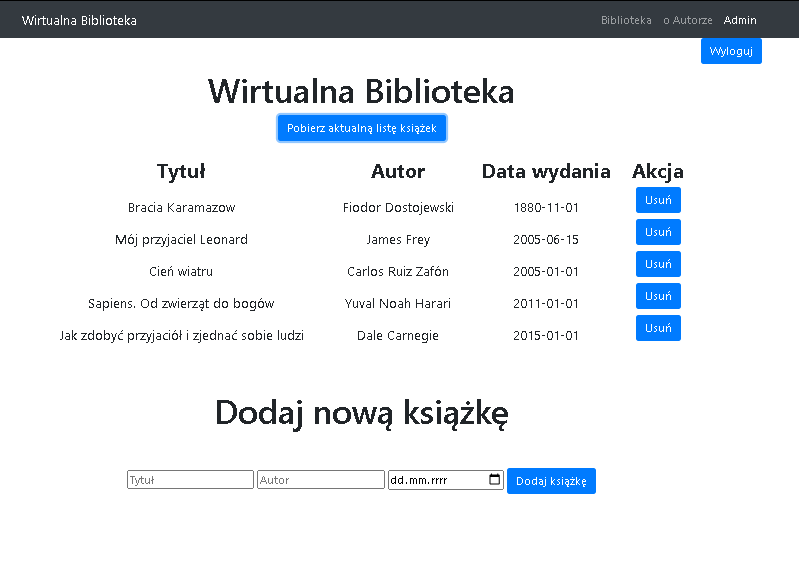 Wirtualna Biblioteka Biblioteka o Autorze Admin
Wyloguj
Wirtualna Biblioteka
Pobierz aktualną listę książek
Tytuł Autor Data wydania Akcja
Bracia Karamazow Fiodor Dostojewski 1880-11-01 Usuń
Mój przyjaciel Leonard James Frey 2005-06-15 Usuń
Cień wiatru Carlos Ruiz Zafón 2005-01-01 Usuń
Sapiens. Od zwierząt do bogów Yuval Noah Harari 2011-01-01 Usuń
Jak zdobyć przyjaciół i zjednać sobie ludzi Dale Carnegie 2015-01-01 Usuń
Dodaj nową książkę
Tytuł Autor dd.mm.rrrr Dodaj książkę